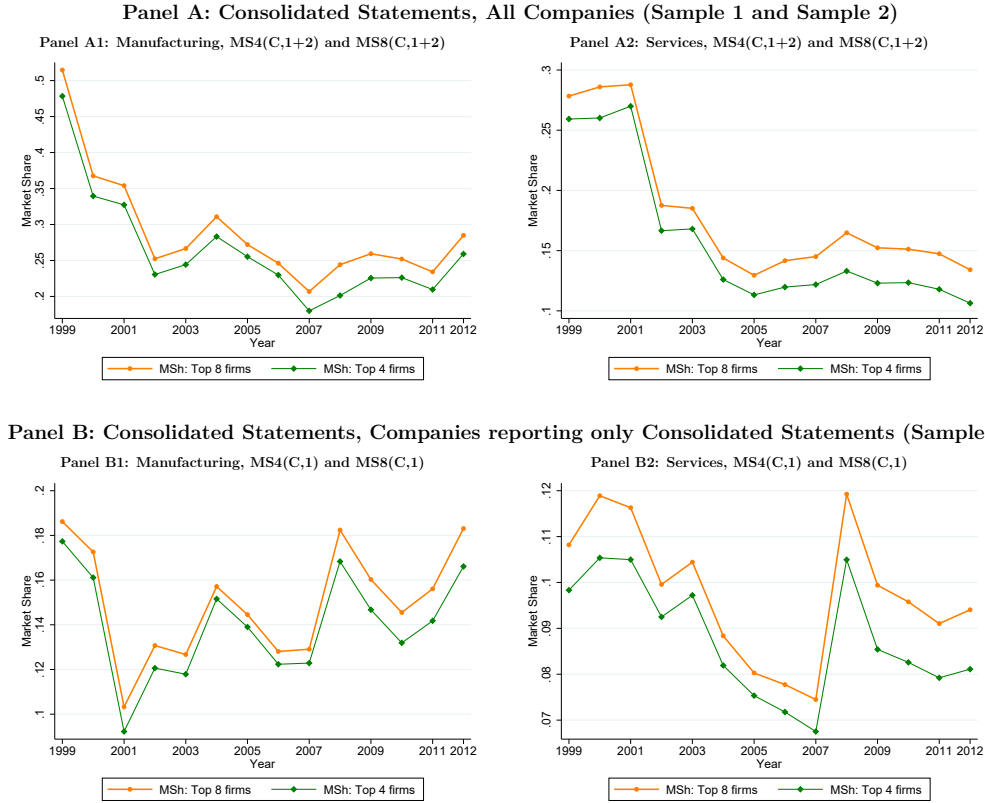 Panel A: Consolidated Statements, All Companies (Sample 1 and Sample 2)
Panel A1: Manufacturing, MS4(C,1+2) and MS8(C,1+2)
.5
.45
.4
.35
.3
.25
.2
Market Share
1999 2001 2003 2005 2007 2009 2011 2012
Year
MSh: Top 8 firms MSh: Top 4 firms
Panel A2: Services, MS4(C,1+2) and MS8(C,1+2)
.3
.25
.2
.15
.1
Market Share
1999 2001 2003 2005 2007 2009 2011 2012
Year
MSh: Top 8 firms MSh: Top 4 firms
Panel B: Consolidated Statements, Companies reporting only Consolidated Statements (Sample
Panel B1: Manufacturing, MS4(C,1) and MS8(C,1)
.2
.18
.16
.14
.12
.1
Market Share
1999 2001 2003 2005 2007 2009 2011 2012
Year
MSh: Top 8 firms MSh: Top 4 firms
Panel B2: Services, MS4(C,1) and MS8(C,1)
.12
.11
.1
.09
.08
.07
Market Share
1999 2001 2003 2005 2007 2009 2011 2012
Year
MSh: Top 8 firms MSh: Top 4 firms